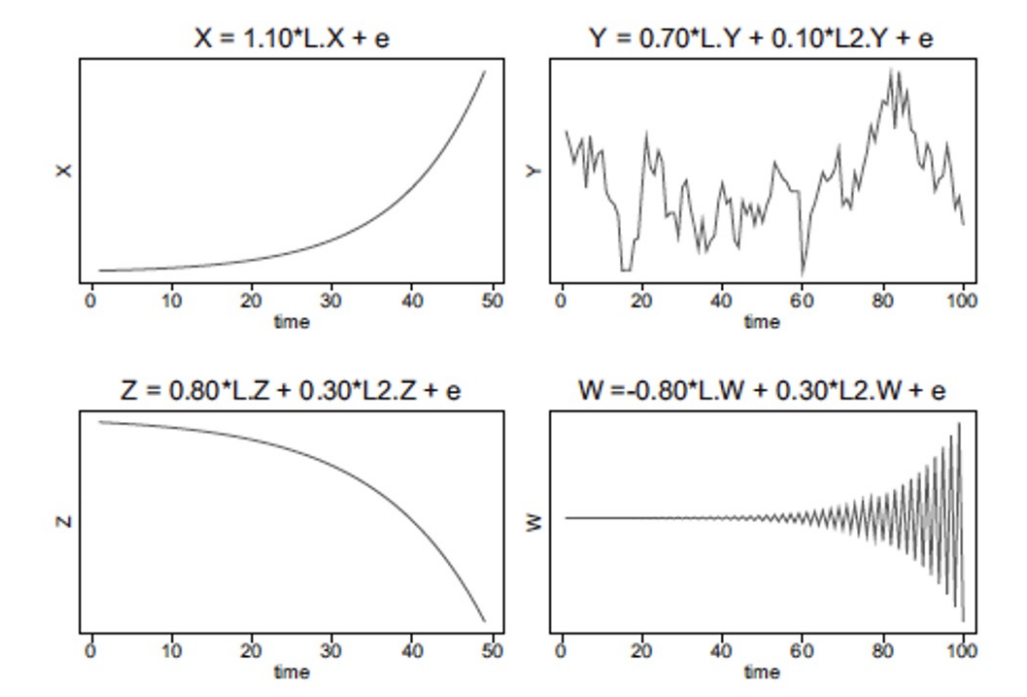 X = 1.10*L.X + e
X
0 10 20 30 40 50
time
Y = 0.70*L.Y + 0.10*L2.Y + e
Y
0 20 40 60 80 100
time
Z = 0.80*L.Z + 0.30*L2.Z + e
Z
0 10 20 30 40 50
time
W =-0.80*L.W + 0.30*L2.W + e
W
0 20 40 60 80 100
time